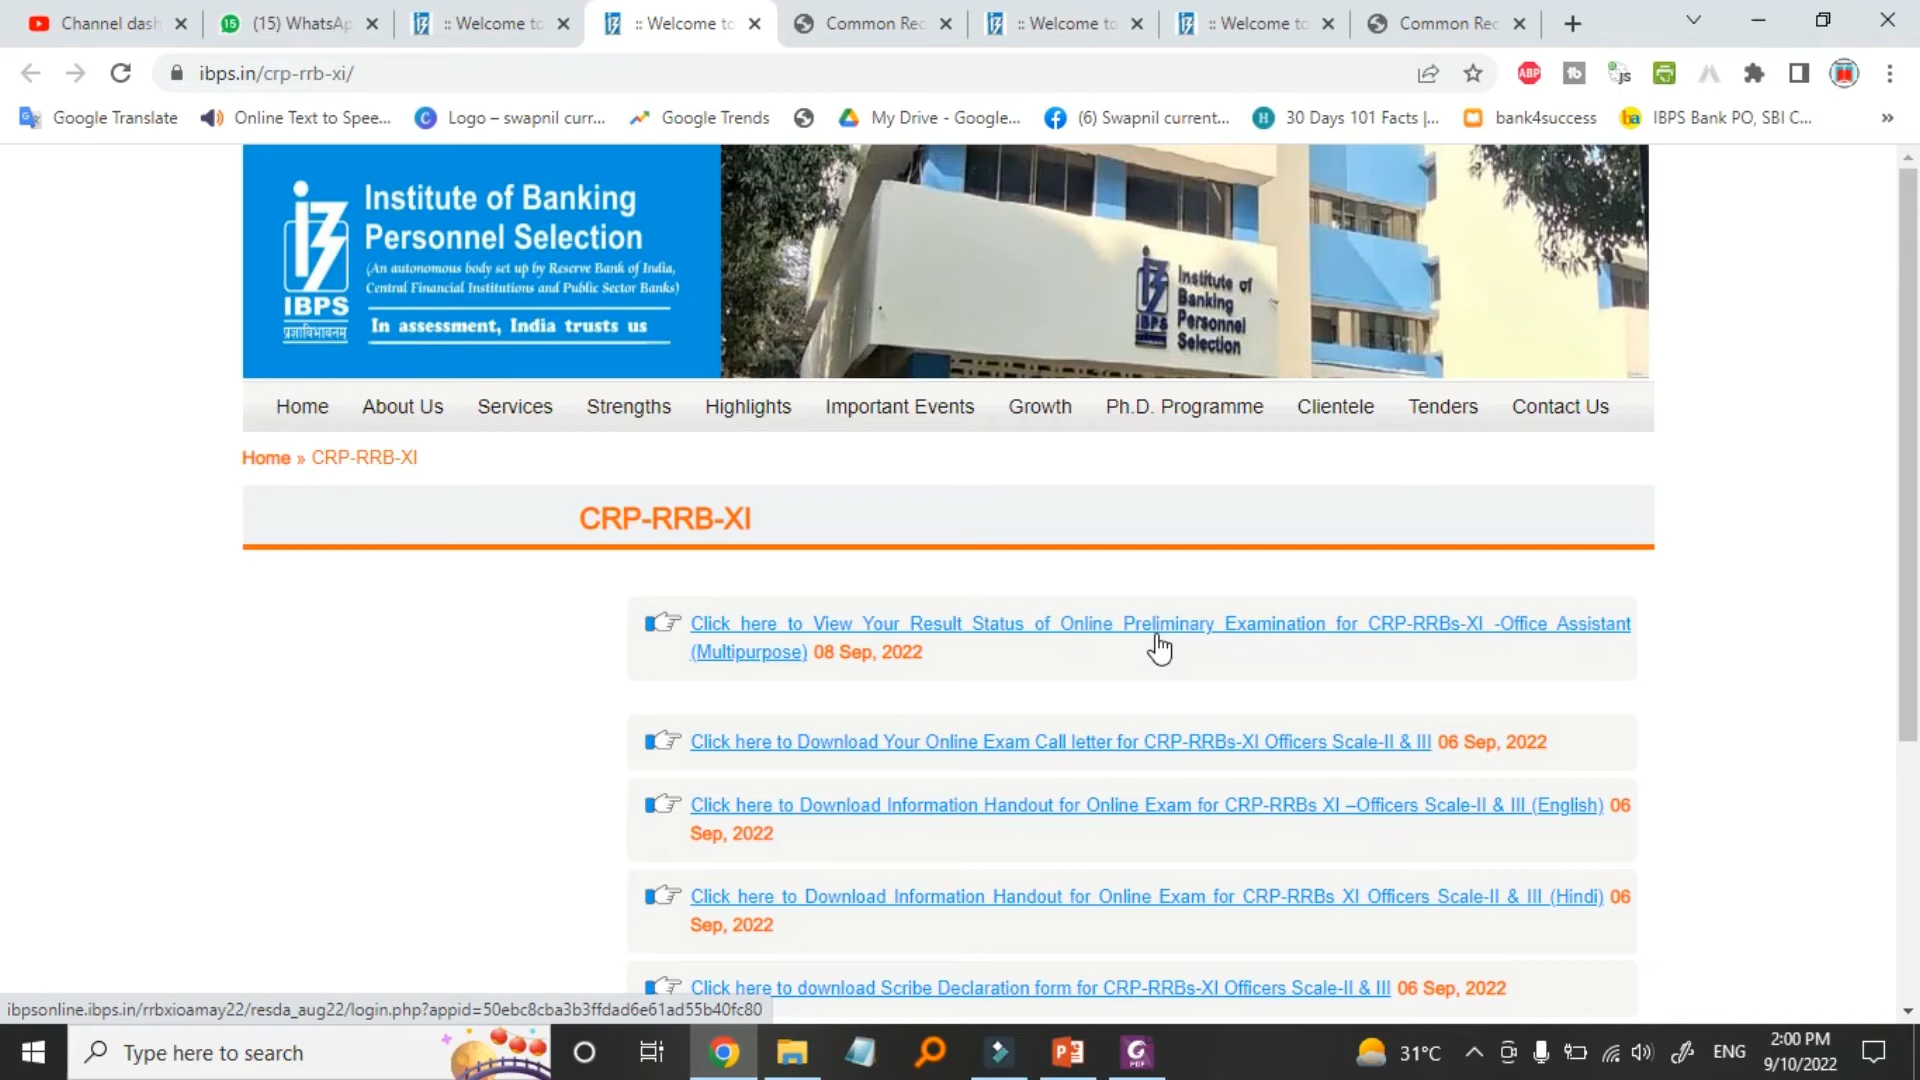 Channel dash
(15) WhatsAp
:: Welcome to
:: Welcome to
Common Rec
:: Welcome to
:: Welcome to
Common Rec
ibps.in/crp-rrb-xi/
ABP
tb
js
Google Translate
Online Text to Spee...
C
Logo – swapnil curr...
Google Trends
My Drive - Google...
(6) Swapnil current...
H
30 Days 101 Facts |...
bank4success
ba
IBPS Bank PO, SBI C...
»
IBPS
प्रज्ञाविभावनम्
Institute of Banking
Personnel Selection
(An autonomous body set up by Reserve Bank of India,
Central Financial Institutions and Public Sector Banks)
In assessment, India trusts us
IBPS
Institute of
Banking
Personnel
Selection
Home
About Us
Services
Strengths
Highlights
Important Events
Growth
Ph.D. Programme
Clientele
Tenders
Contact Us
Home » CRP-RRB-XI
CRP-RRB-XI
Click here to View Your Result Status of Online Preliminary Examination for CRP-RRBs-XI -Office Assistant
(Multipurpose) 08 Sep, 2022
Click here to Download Your Online Exam Call letter for CRP-RRBs-XI Officers Scale-II & III 06 Sep, 2022
Click here to Download Information Handout for Online Exam for CRP-RRBs XI –Officers Scale-II & III (English) 06
Sep, 2022
Click here to Download Information Handout for Online Exam for CRP-RRBs XI Officers Scale-II & III (Hindi) 06
Sep, 2022
Click here to download Scribe Declaration form for CRP-RRBs-XI Officers Scale-II & III 06 Sep, 2022
ibpsonline.ibps.in/rrbxioamay22/resda_aug22/login.php?appid=50ebc8cba3b3ffdad6e61ad55b40fc80
Type here to search
31°C
ENG
2:00 PM
9/10/2022